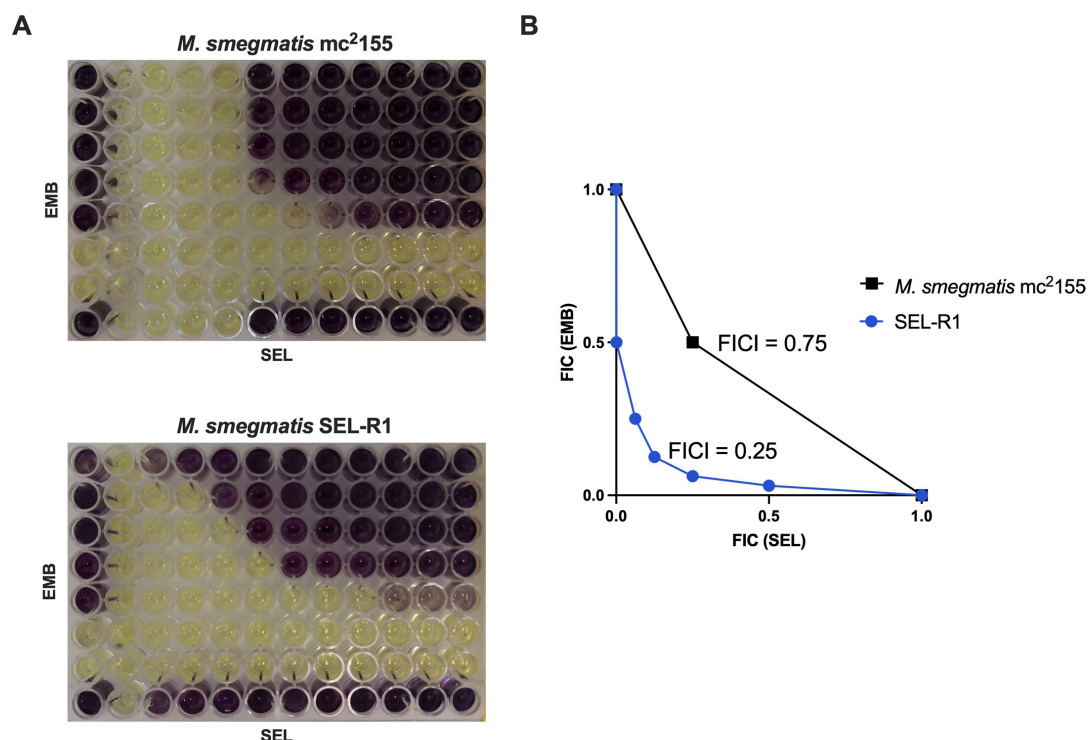 A
M. smegmatis mc²155
EMB
SEL
M. smegmatis SEL-R1
EMB
SEL
B
1.0
0.5
0.0
FIC (EMB)
0.0
0.5
1.0
FIC (SEL)
FICI = 0.75
FICI = 0.25
M. smegmatis mc²155
SEL-R1